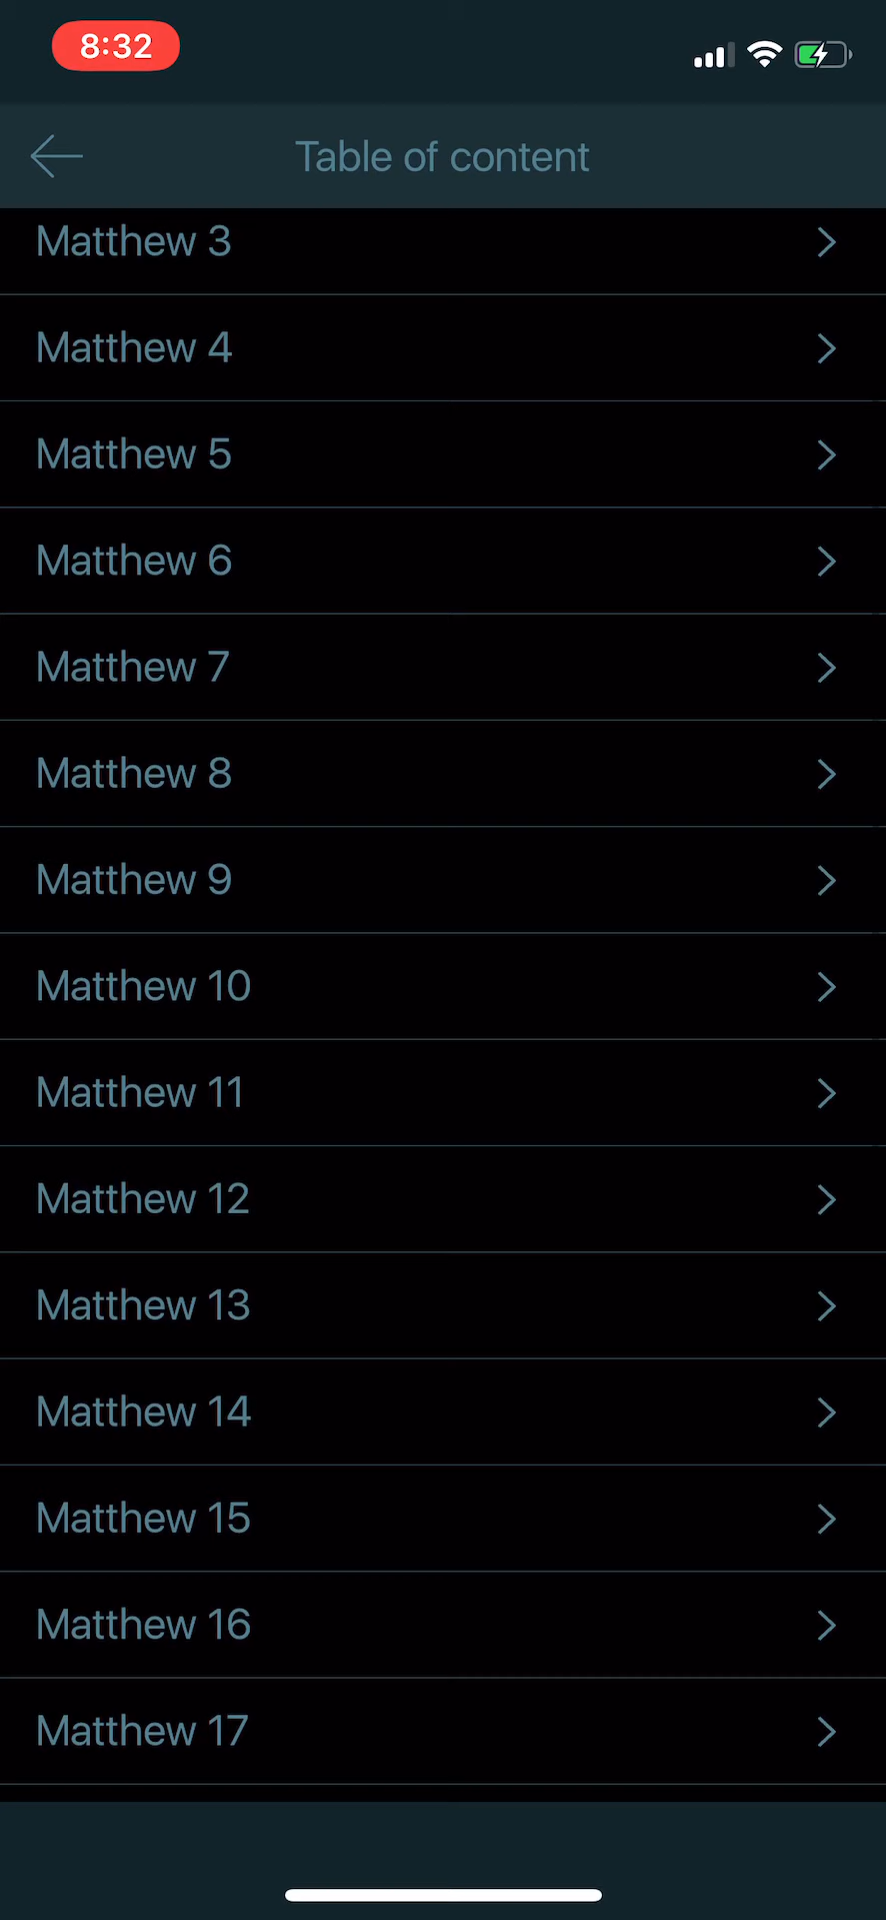 8:32
Table of content
Matthew 3
Matthew 4
Matthew 5
Matthew 6
Matthew 7
Matthew 8
Matthew 9
Matthew 10
Matthew 11
Matthew 12
Matthew 13
Matthew 14
Matthew 15
Matthew 16
Matthew 17